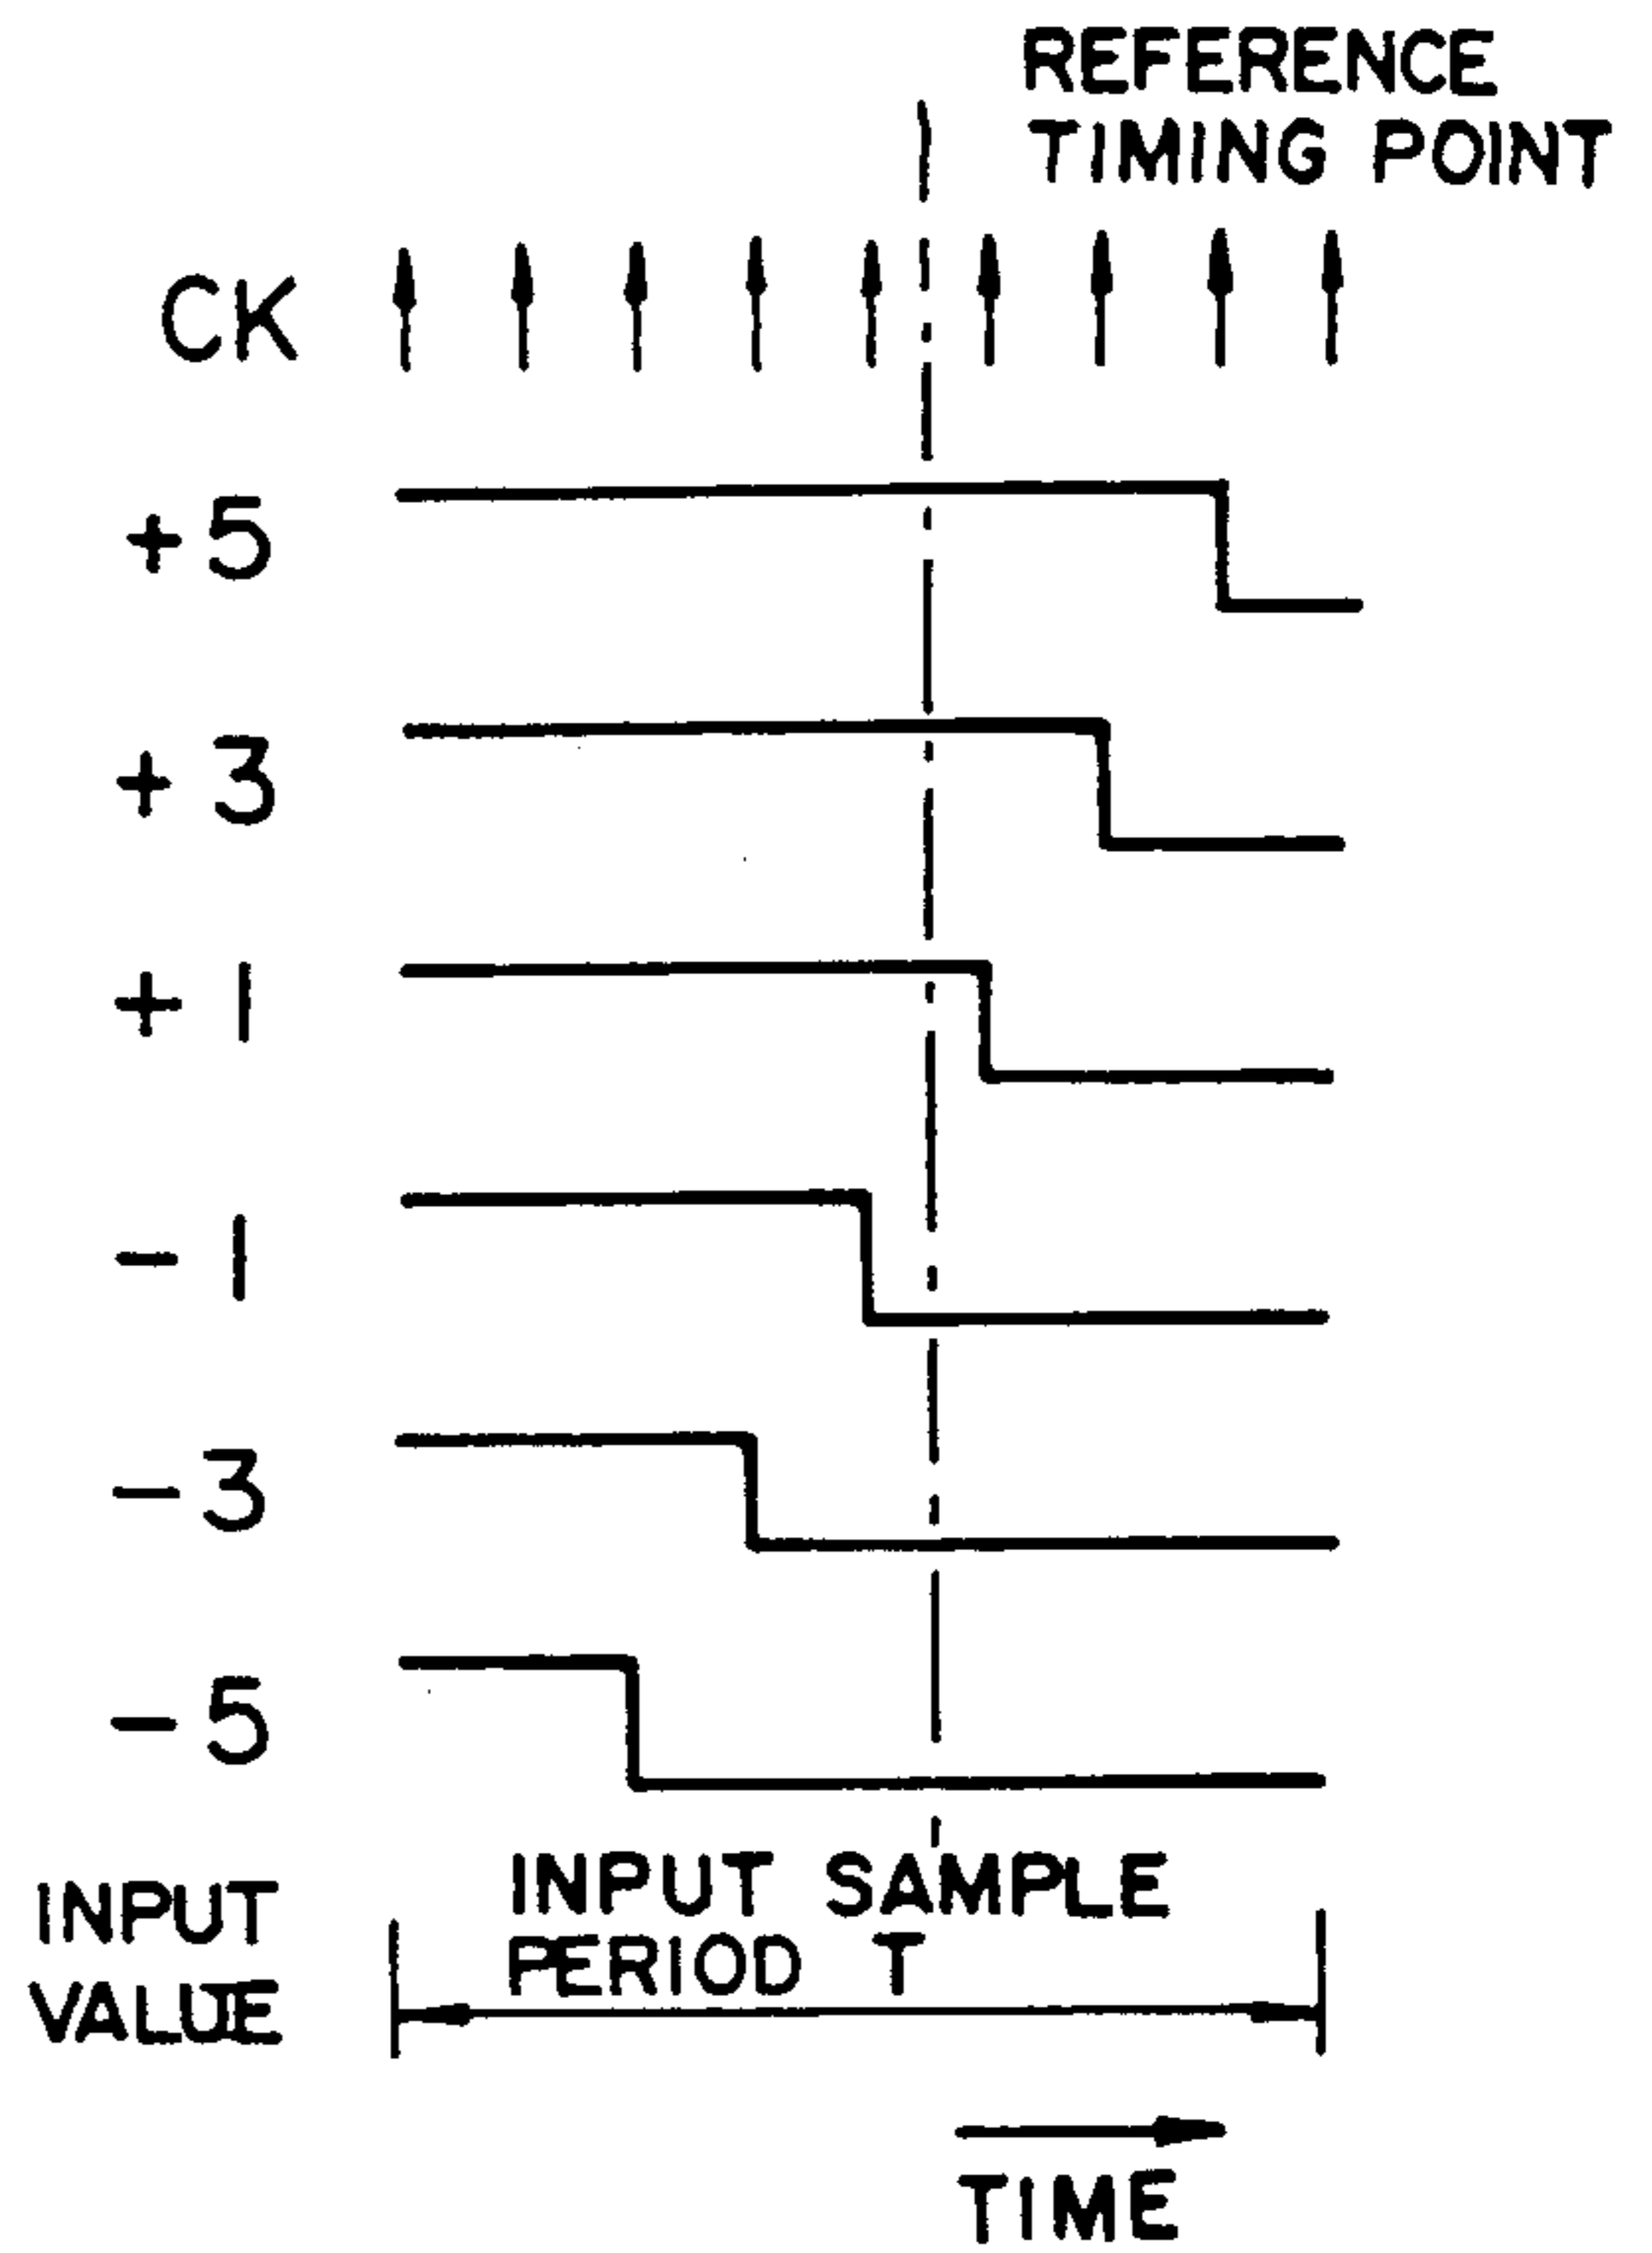 REFERENCE
TIMING POINT
CK
+5
+3
+1
-1
-3
-5
INPUT SAMPLE
PERIOD T
INPUT
VALUE
TIME